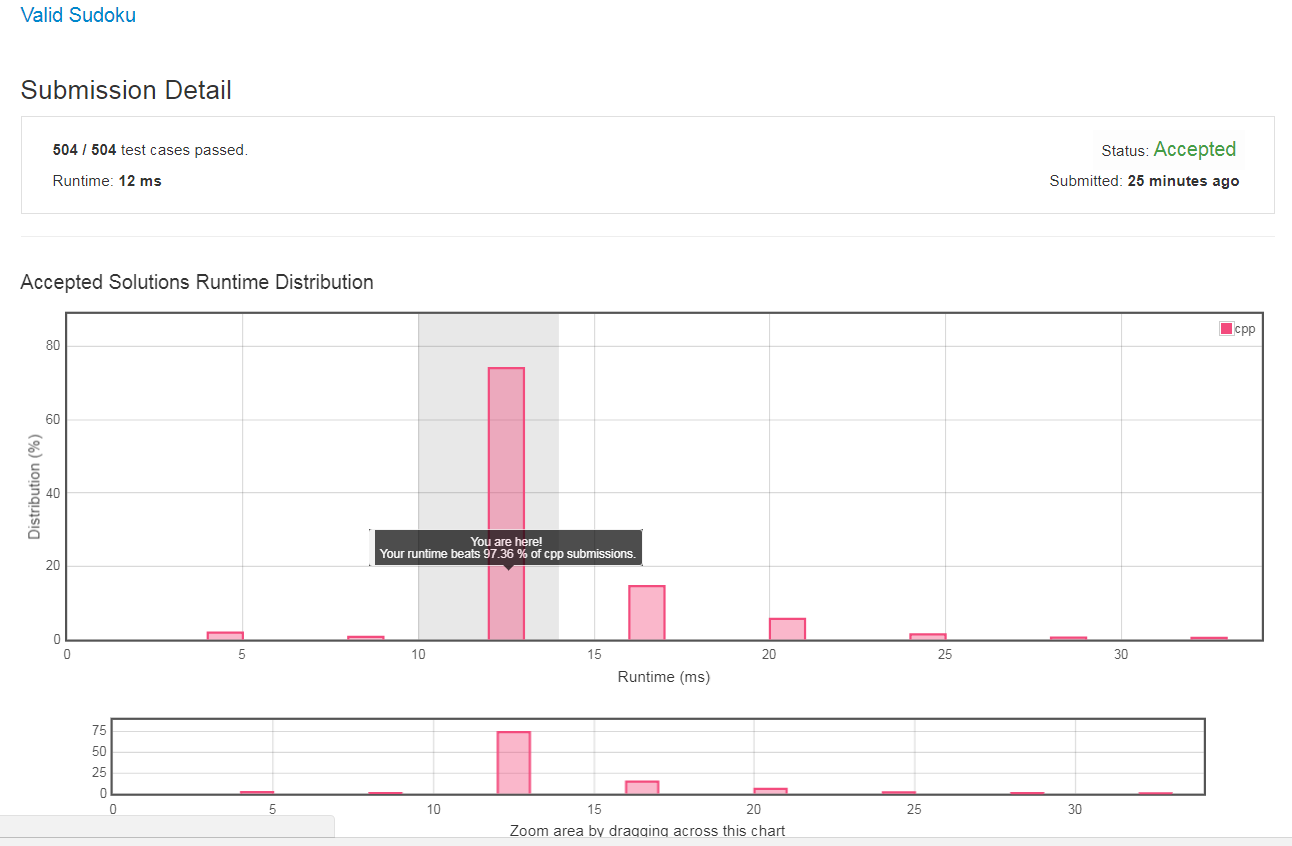 Valid Sudoku
Submission Detail
504 / 504 test cases passed.
Status: Accepted
Runtime: 12 ms
Submitted: 25 minutes ago
Accepted Solutions Runtime Distribution
cpp
80
60
40
20
0
Distribution (%)
You are here!
Your runtime beats 97.36 % of cpp submissions.
0 5 10 15 20 25 30
Runtime (ms)
75
50
25
0
0 5 10 15 20 25 30
Zoom area by dragging across this chart